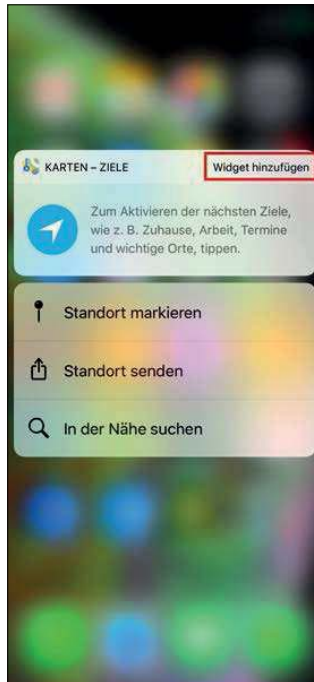 KARTEN – ZIELE
Widget hinzufügen
Zum Aktivieren der nächsten Ziele,
wie z. B. Zuhause, Arbeit, Termine
und wichtige Orte, tippen.
Standort markieren
Standort senden
In der Nähe suchen